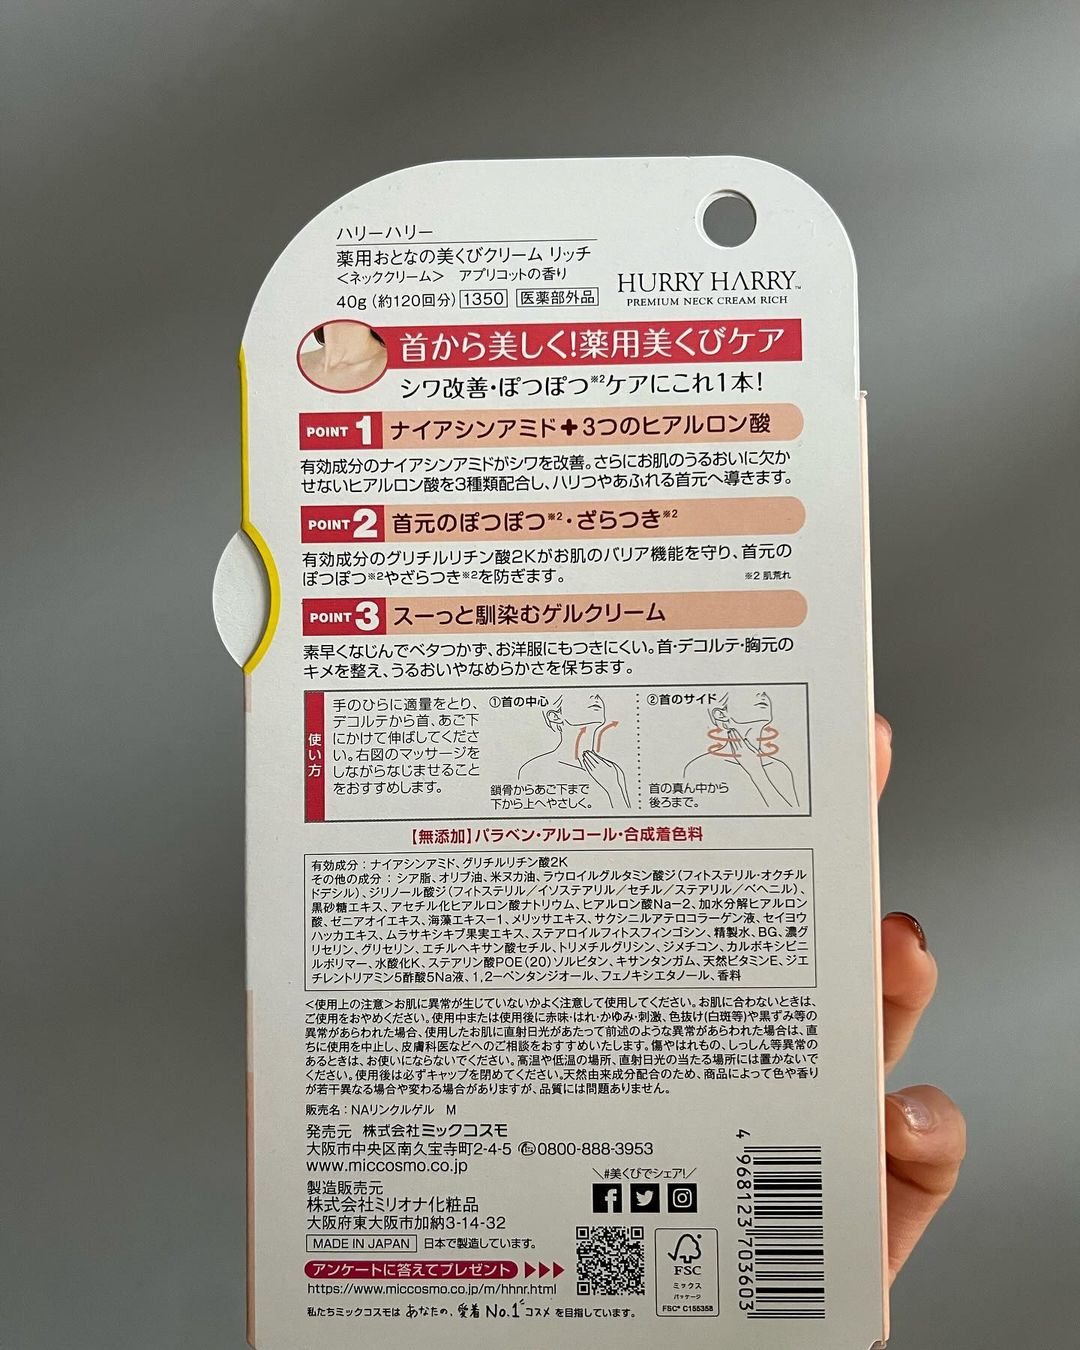 ハリーハリー
薬用おとなの美くびクリーム リッチ
＜ネッククリーム＞ アプリコットの香り
40g（約120回分） 1350 医薬部外品
HURRY HARRY™
PREMIUM NECK CREAM RICH
首から美しく!薬用美くびケア
シワ改善・ぽつぽつ※2ケアにこれ1本!
POINT 1 ナイアシンアミド+3つのヒアルロン酸
有効成分のナイアシンアミドがシワを改善。さらにお肌のうるおいに欠か
せないヒアルロン酸を3種類配合し、ハリつやあふれる首元へ導きます。
POINT 2 首元のぽつぽつ※2・ざらつき※2
有効成分のグリチルリチン酸2Kがお肌のバリア機能を守り、首元の
ぽつぽつ※2やざらつき※2を防ぎます。
※2 肌荒れ
POINT 3 スーっと馴染むゲルクリーム
素早くなじんでベタつかず、お洋服にもつきにくい。首・デコルテ・胸元の
キメを整え、うるおいやなめらかさを保ちます。
使い方
手のひらに適量をとり、
デコルテから首、あご下
にかけて伸ばしてくださ
い。右図のマッサージを
しながらなじませること
をおすすめします。
①首の中心
鎖骨からあご下まで
下から上へやさしく。
②首のサイド
首の真ん中から
後ろまで。
【無添加】パラベン・アルコール・合成着色料
有効成分：ナイアシンアミド、グリチルリチン酸2K
その他の成分：シア脂、オリブ油、米ヌカ油、ラウロイルグルタミン酸ジ（フイトステリル・オクチル
ドデシル）、ジリノール酸ジ（フィトステリル／イソステアリル／セチル／ステアリル／ベヘニル）、
黒砂糖エキス、アセチル化ヒアルロン酸ナトリウム、ヒアルロン酸Na-2、加水分解ヒアルロン
酸、ゼニアオイエキス、海藻エキス-1、メリッサエキス、サクシニルアテロコラーゲン液、セイヨウ
ハッカエキス、ムラサキシキブ果実エキス、ステアロイルフィトスフィンゴシン、精製水、BG、濃グ
リセリン、グリセリン、エチルヘキサン酸セチル、トリメチルグリシン、ジメチコン、カルボキシビニ
ルポリマー、水酸化K、ステアリン酸POE（20）ソルビタン、キサンタンガム、天然ビタミンE、ジエ
チレントリアミン5酢酸5Na液、1,2-ペンタンジオール、フェノキシエタノール、香料
＜使用上の注意＞お肌に異常が生じていないかよく注意して使用してください。お肌に合わないときは、
ご使用をおやめください。使用中または使用後に赤味・はれ・かゆみ・刺激、色抜け（白斑等）や黒ずみ等の
異常があらわれた場合、使用したお肌に直射日光があたって前述のような異常があらわれた場合は、直
ちに使用を中止し、皮膚科医などへのご相談をおすすめいたします。傷やはれもの、しっしん等異常の
あるときは、お使いにならないでください。高温や低温の場所、直射日光の当たる場所には置かないで
ください。使用後は必ずキャップを閉めてください。天然由来成分配合のため、商品によって色や香り
が若干異なる場合や変わる場合がありますが、品質には問題ありません。
販売名：NAリンクルゲル M
発売元 株式会社ミックコスモ
大阪市中央区南久宝寺町2-4-5 0800-888-3953
www.miccosmo.co.jp
＼#美くびでシェア!／
製造販売元
株式会社ミリオナ化粧品
大阪府東大阪市加納3-14-32
MADE IN JAPAN 日本で製造しています。
アンケートに答えてプレゼント
https://www.miccosmo.co.jp/m/hhnr.html
私たちミックコスモは あなたの、愛着No.1コスメ を目指しています。
FSC
ミックス
パッケージ
FSC® C155358
4 968123 703603